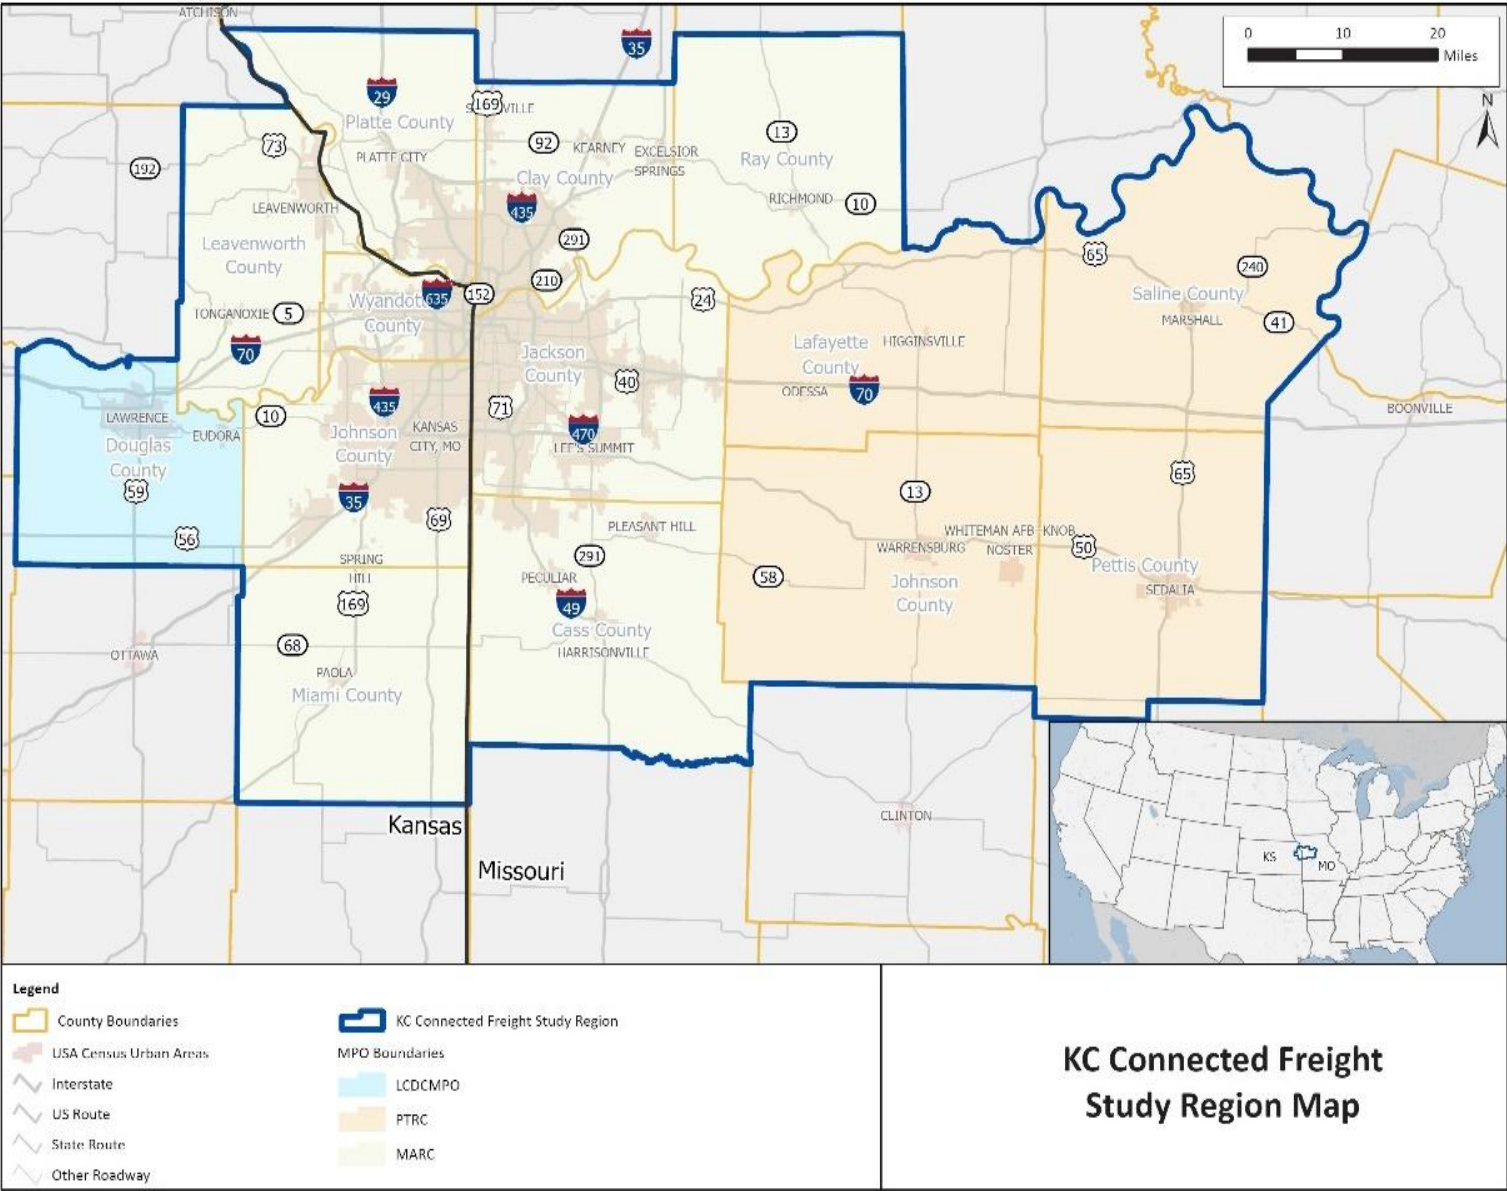 ATCHISON
0 10 20
Miles
N
35
29
169
Platte County
13
73
92
KEARNEY
EXCELSIOR
SPRINGS
Ray County
PLATTE CITY
192
Clay County
RICHMOND
10
LEAVENWORTH
435
291
Leavenworth
County
65
240
210
Wyandot
County
635
152
24
Saline County
MARSHALL
41
TONGANOXIE
5
70
Jackson
County
Lafayette
County
HIGGINSVILLE
40
ODESSA
70
435
71
LAWRENCE
10
BOONVILLE
EUDORA
Johnson
County
KANSAS
CITY, MO
470
LEE'S SUMMIT
Douglas
County
59
35
65
13
69
56
PLEASANT HILL
WHITEMAN AFB
KNOB
NOSTER
WARRENSBURG
50
SPRING
HILL
291
Pettis County
PECULIAR
58
Johnson
County
SEDALIA
169
49
Cass County
HARRISONVILLE
68
OTTAWA
PAOLA
Miami County
Kansas
Missouri
CLINTON
KS
MO
Legend
County Boundaries
USA Census Urban Areas
Interstate
US Route
State Route
Other Roadway
KC Connected Freight Study Region
MPO Boundaries
LCDCMPO
PTRC
MARC
KC Connected Freight
Study Region Map